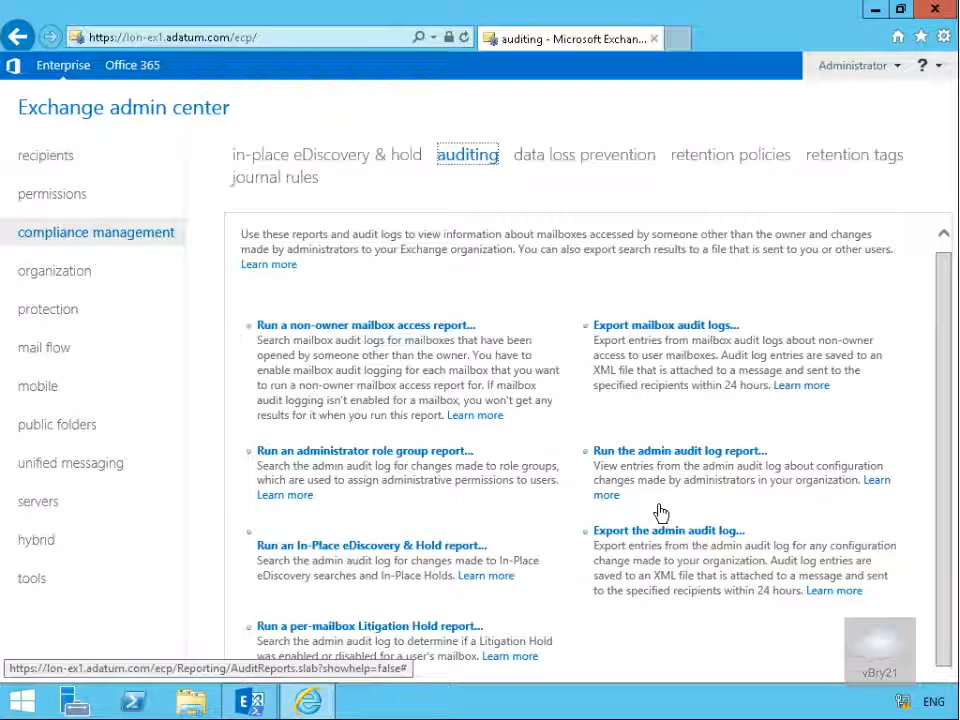 https://lon-ex1.adatum.com/ecp/
auditing - Microsoft Exchan...
Enterprise Office 365
Administrator ?
Exchange admin center
recipients
permissions
compliance management
organization
protection
mail flow
mobile
public folders
unified messaging
servers
hybrid
tools
in-place eDiscovery & hold auditing data loss prevention retention policies retention tags
journal rules
Use these reports and audit logs to view information about mailboxes accessed by someone other than the owner and changes
made by administrators to your Exchange organization. You can also export search results to a file that is sent to you or other users.
Learn more
Run a non-owner mailbox access report...
Search mailbox audit logs for mailboxes that have been
opened by someone other than the owner. You have to
enable mailbox audit logging for each mailbox that you want
to run a non-owner mailbox access report for. If mailbox
audit logging isn't enabled for a mailbox, you won't get any
results for it when you run this report. Learn more
Export mailbox audit logs...
Export entries from mailbox audit logs about non-owner
access to user mailboxes. Audit log entries are saved to an
XML file that is attached to a message and sent to the
specified recipients within 24 hours. Learn more
Run an administrator role group report...
Search the admin audit log for changes made to role groups,
which are used to assign administrative permissions to users.
Learn more
Run the admin audit log report...
View entries from the admin audit log about configuration
changes made by administrators in your organization. Learn
more
Run an In-Place eDiscovery & Hold report...
Search the admin audit log for changes made to In-Place
eDiscovery searches and In-Place Holds. Learn more
Export the admin audit log...
Export entries from the admin audit log for any configuration
change made to your organization. Audit log entries are
saved to an XML file that is attached to a message and sent
to the specified recipients within 24 hours. Learn more
Run a per-mailbox Litigation Hold report...
Search the admin audit log to determine if a Litigation Hold
was enabled or disabled for a user's mailbox. Learn more
https://lon-ex1.adatum.com/ecp/Reporting/AuditReports.slab?showhelp=false#
vBry21
ENG